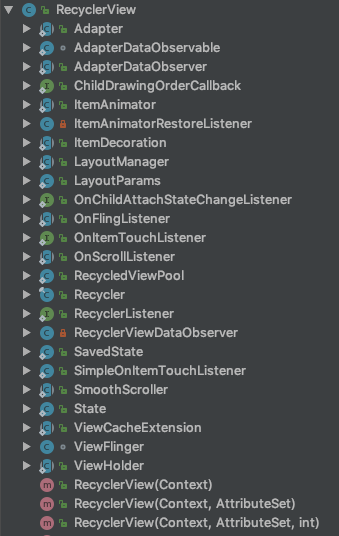 RecyclerView
Adapter
AdapterDataObservable
AdapterDataObserver
ChildDrawingOrderCallback
ItemAnimator
ItemAnimatorRestoreListener
ItemDecoration
LayoutManager
LayoutParams
OnChildAttachStateChangeListener
OnFlingListener
OnItemTouchListener
OnScrollListener
RecycledViewPool
Recycler
RecyclerListener
RecyclerViewDataObserver
SavedState
SimpleOnItemTouchListener
SmoothScroller
State
ViewCacheExtension
ViewFlinger
ViewHolder
RecyclerView(Context)
RecyclerView(Context, AttributeSet)
RecyclerView(Context, AttributeSet, int)